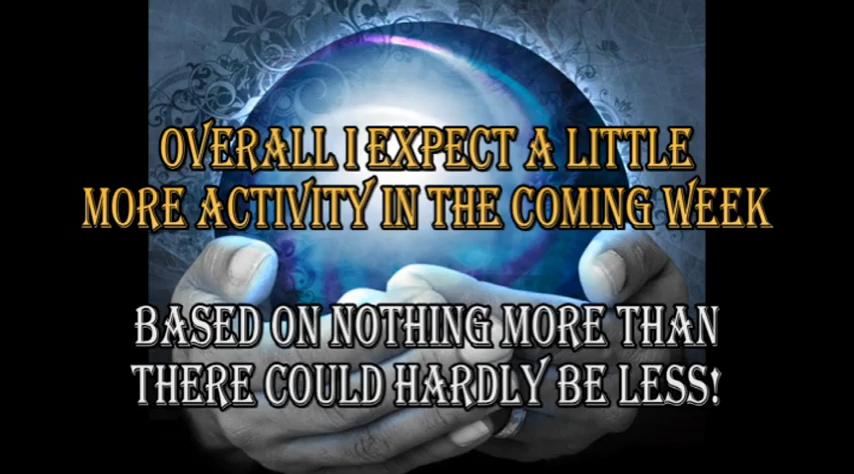 OVERALL I EXPECT A LITTLE
MORE ACTIVITY IN THE COMING WEEK
BASED ON NOTHING MORE THAN
THERE COULD HARDLY BE LESS!